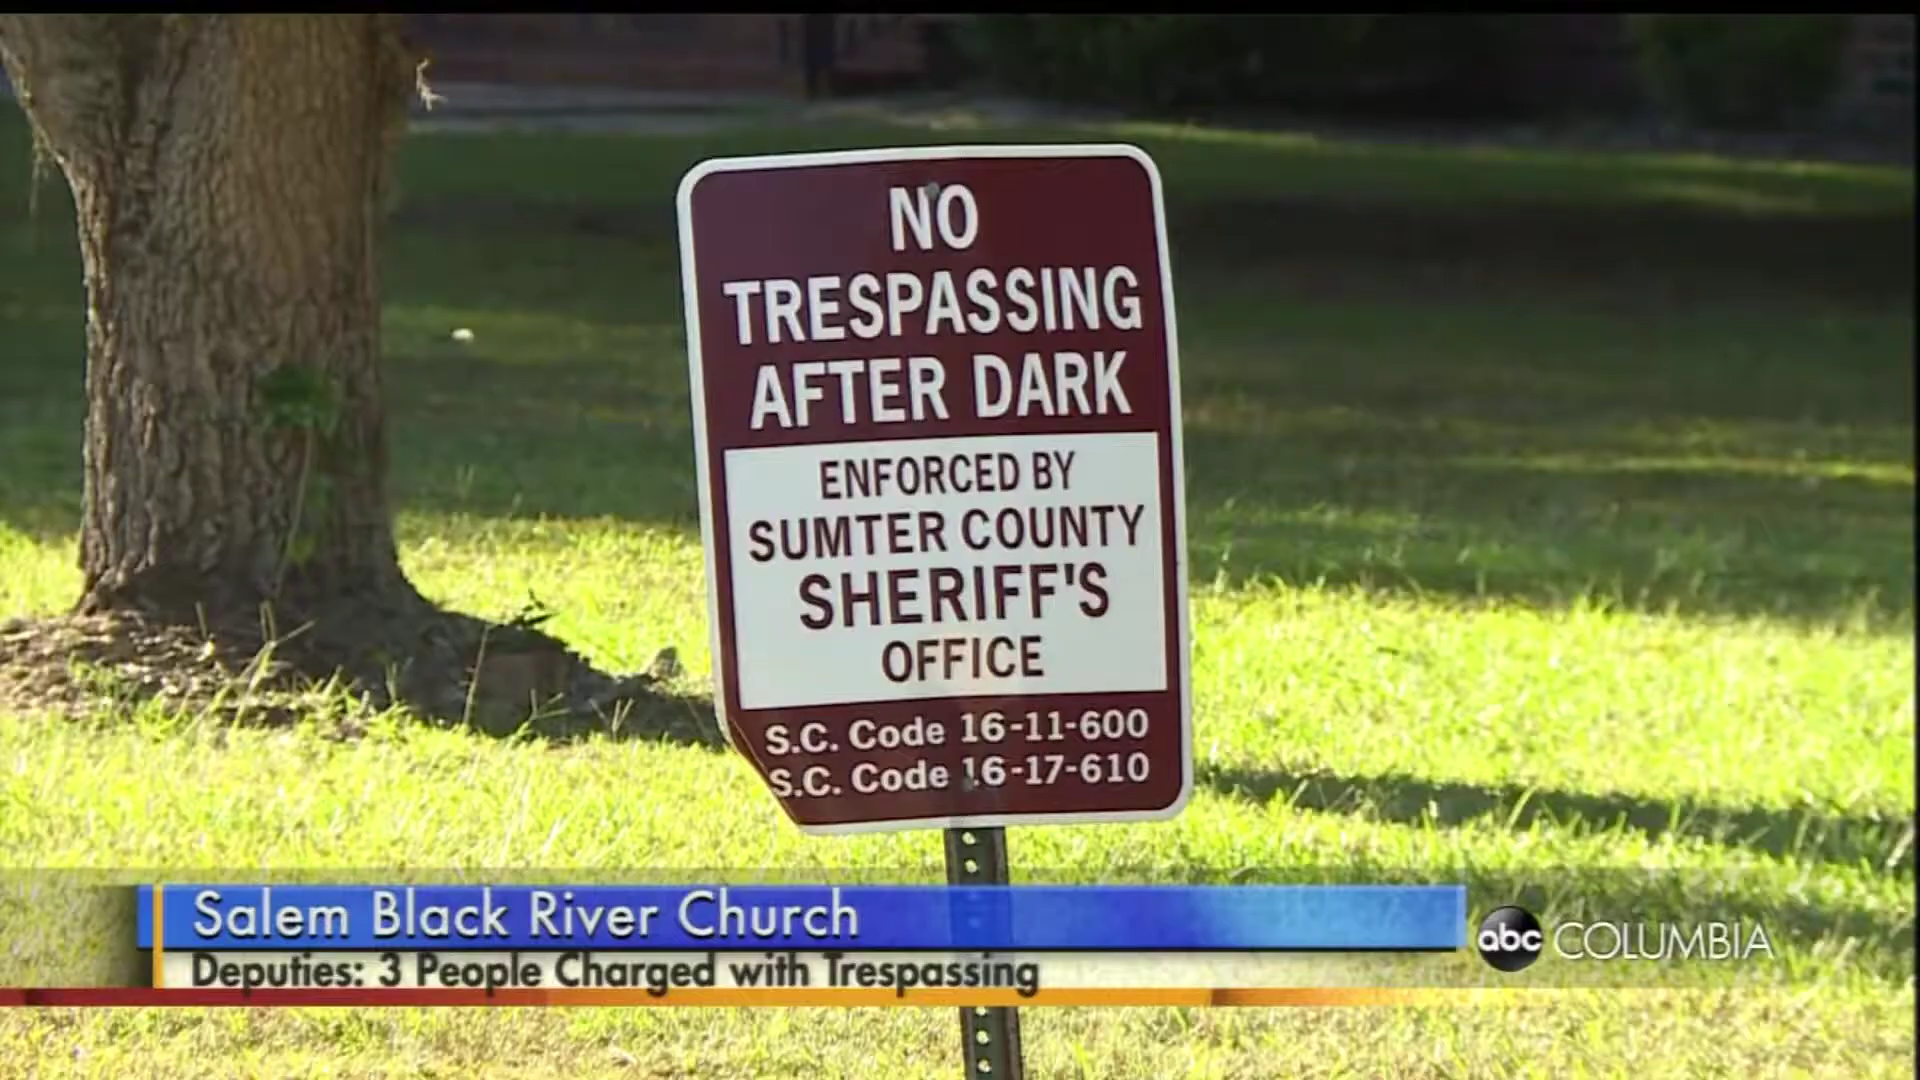 NO
TRESPASSING
AFTER DARK
ENFORCED BY
SUMTER COUNTY
SHERIFF'S
OFFICE
S.C. Code 16-11-600
S.C. Code 16-17-610
Salem Black River Church
Deputies: 3 People Charged with Trespassing
abc COLUMBIA